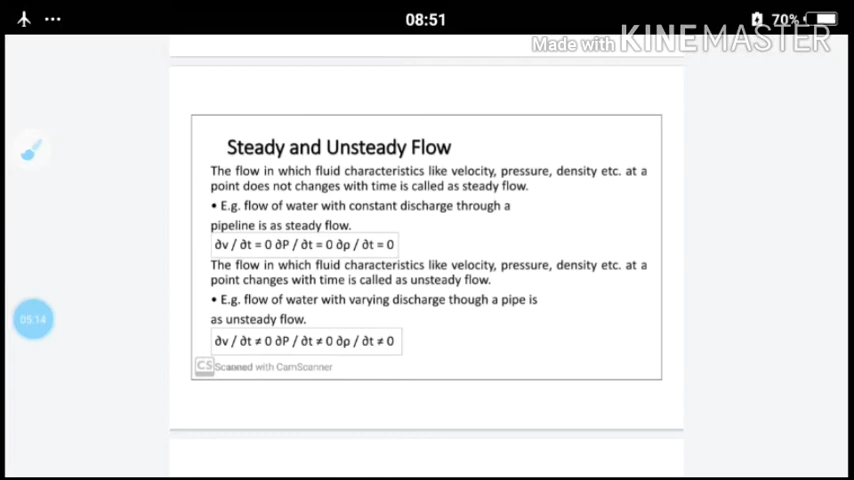 08:51
70%
Made with KINEMASTER
Steady and Unsteady Flow
The flow in which fluid characteristics like velocity, pressure, density etc. at a
point does not changes with time is called as steady flow.
• E.g. flow of water with constant discharge through a
pipeline is as steady flow.
∂v / ∂t = 0 ∂P / ∂t = 0 ∂ρ / ∂t = 0
The flow in which fluid characteristics like velocity, pressure, density etc. at a
point changes with time is called as unsteady flow.
• E.g. flow of water with varying discharge though a pipe is
05:14
as unsteady flow.
∂v / ∂t ≠ 0 ∂P / ∂t ≠ 0 ∂ρ / ∂t ≠ 0
CS Scanned with CamScanner